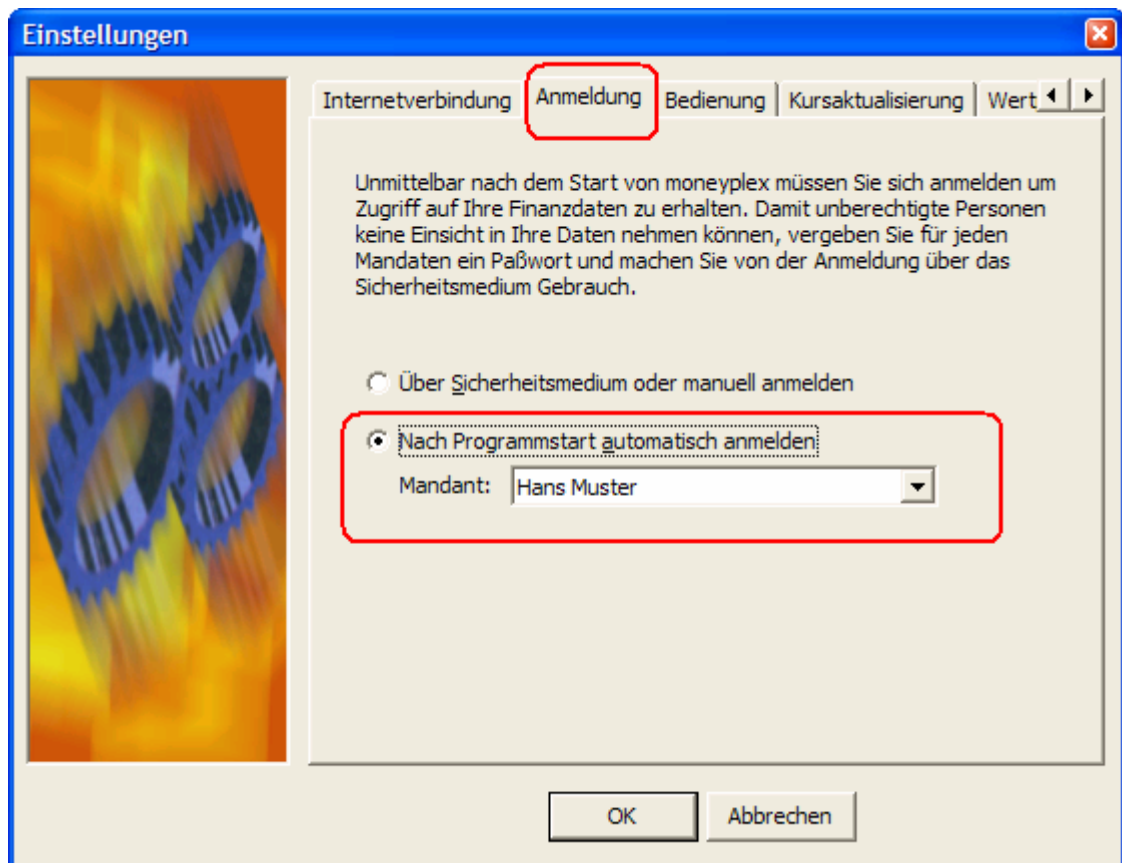 Einstellungen
Internetverbindung
Anmeldung
Bedienung
Kursaktualisierung
Wert
Unmittelbar nach dem Start von moneyplex müssen Sie sich anmelden um
Zugriff auf Ihre Finanzdaten zu erhalten. Damit unberechtigte Personen
keine Einsicht in Ihre Daten nehmen können, vergeben Sie für jeden
Mandaten ein Paßwort und machen Sie von der Anmeldung über das
Sicherheitsmedium Gebrauch.
Über Sicherheitsmedium oder manuell anmelden
Nach Programmstart automatisch anmelden
Mandant: Hans Muster
OK
Abbrechen